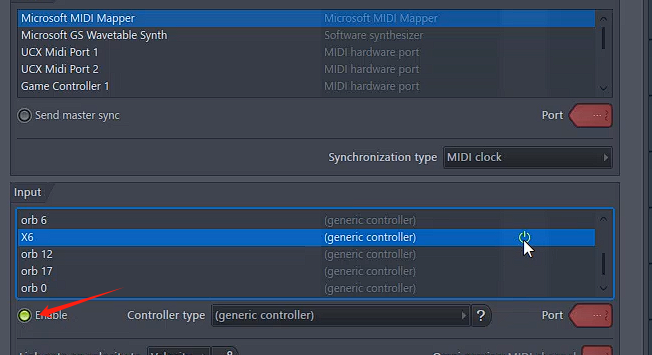 Microsoft MIDI Mapper Microsoft MIDI Mapper
Microsoft GS Wavetable Synth Software synthesizer
UCX Midi Port 1 MIDI hardware port
UCX Midi Port 2 MIDI hardware port
Game Controller 1 MIDI hardware port
Send master sync Port ---
Synchronization type MIDI clock
Input
orb 6 (generic controller)
X6 (generic controller)
orb 12 (generic controller)
orb 17 (generic controller)
orb 0 (generic controller)
Enable Controller type (generic controller) ? Port ---